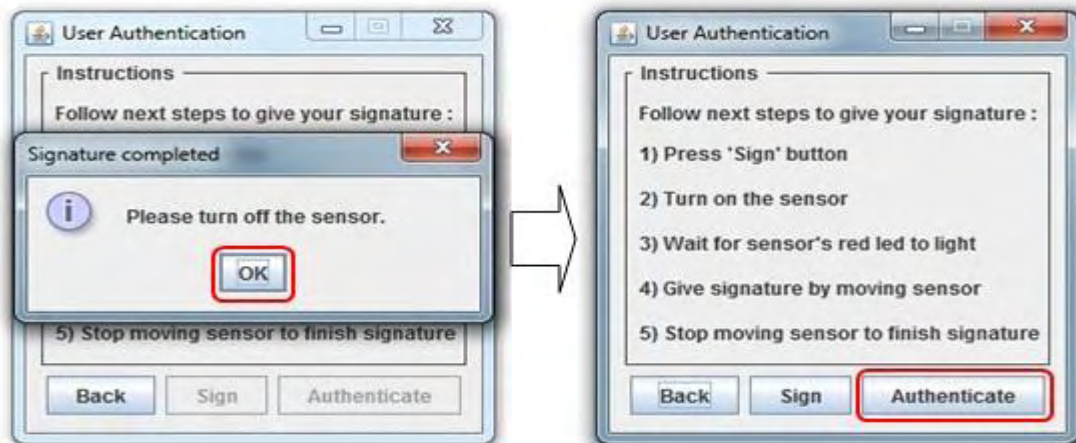 User Authentication
Instructions
Follow next steps to give your signature :
Signature completed
Please turn off the sensor.
OK
5) Stop moving sensor to finish signature
Back Sign Authenticate
User Authentication
Instructions
Follow next steps to give your signature :
1) Press 'Sign' button
2) Turn on the sensor
3) Wait for sensor's red led to light
4) Give signature by moving sensor
5) Stop moving sensor to finish signature
Back Sign Authenticate